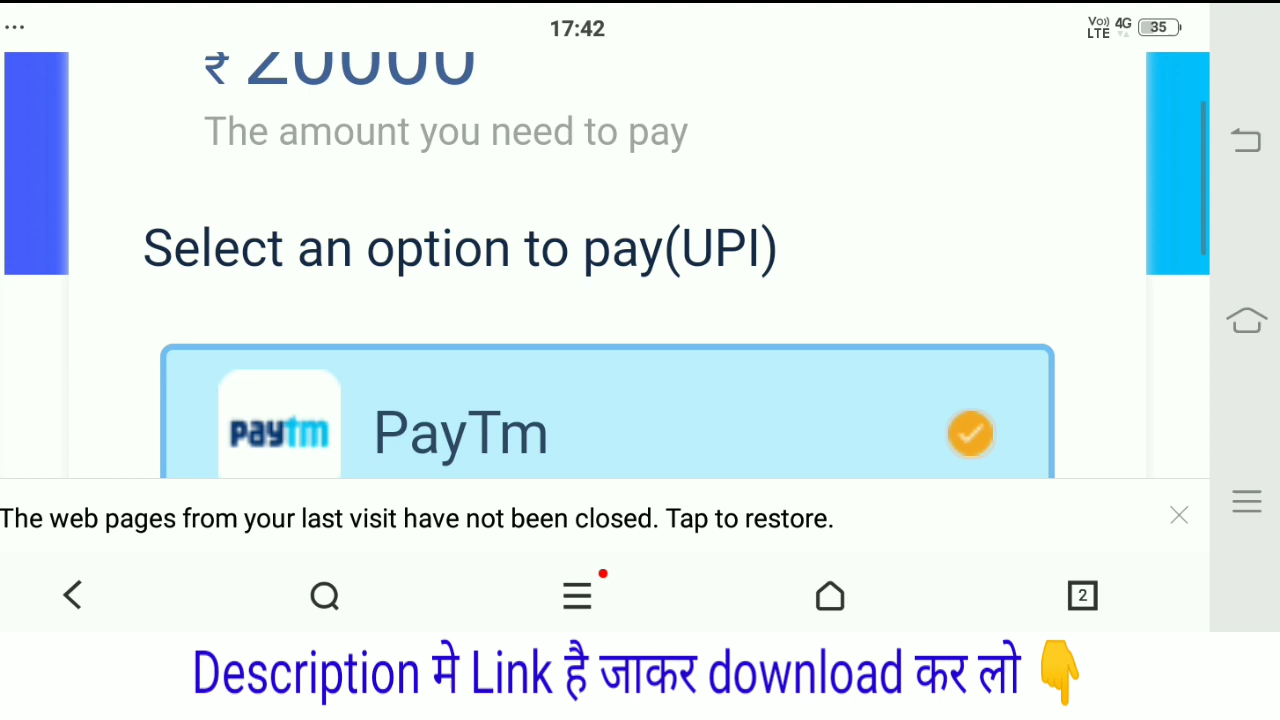 ...
17:42
Vo)) LTE 4G 35
₹ 20000
The amount you need to pay
Select an option to pay(UPI)
paytm PayTm
The web pages from your last visit have not been closed. Tap to restore.
2
Description मे Link है जाकर download कर लो 👇